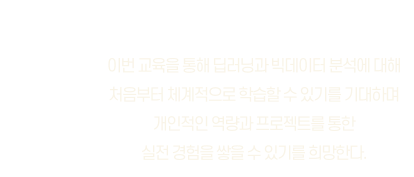 이번 교육을 통해 딥러닝과 빅데이터 분석에 대해
처음부터 체계적으로 학습할 수 있기를 기대하며
개인적인 역량과 프로젝트를 통한
실전 경험을 쌓을 수 있기를 희망한다.